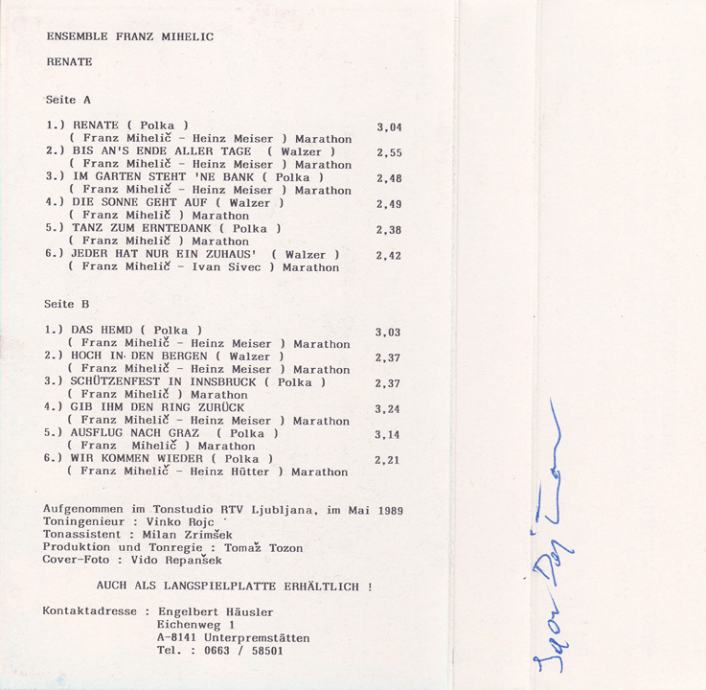 ENSEMBLE FRANZ MIHELIC
RENATE
Seite A
1.) RENATE ( Polka ) 3,04
( Franz Mihelič - Heinz Meiser ) Marathon
2.) BIS AN'S ENDE ALLER TAGE ( Walzer ) 2,55
( Franz Mihelič - Heinz Meiser ) Marathon
3.) IM GARTEN STEHT 'NE BANK ( Polka ) 2,48
( Franz Mihelič - Heinz Meiser ) Marathon
4.) DIE SONNE GEHT AUF ( Walzer ) 2,49
( Franz Mihelič ) Marathon
5.) TANZ ZUM ERNTEDANK ( Polka ) 2,38
( Franz Mihelič ) Marathon
6.) JEDER HAT NUR EIN ZUHAUS' ( Walzer ) 2,42
( Franz Mihelič - Ivan Sivec ) Marathon
Seite B
1.) DAS HEMD ( Polka ) 3,03
( Franz Mihelič - Heinz Meiser ) Marathon
2.) HOCH IN DEN BERGEN ( Walzer ) 2,37
( Franz Mihelič - Heinz Meiser ) Marathon
3.) SCHÜTZENFEST IN INNSBRUCK ( Polka ) 2,37
( Franz Mihelič ) Marathon
4.) GIB IHM DEN RING ZURÜCK 3,24
( Franz Mihelič - Heinz Meiser ) Marathon
5.) AUSFLUG NACH GRAZ ( Polka ) 3,14
( Franz Mihelič ) Marathon
6.) WIR KOMMEN WIEDER ( Polka ) 2,21
( Franz Mihelič - Heinz Hütter ) Marathon
Aufgenommen im Tonstudio RTV Ljubljana, im Mai 1989
Toningenieur : Vinko Rojc
Tonassistent : Milan Zrimšek
Produktion und Tonregie : Tomaž Tozon
Cover-Foto : Vido Repanšek
AUCH ALS LANGSPIELPLATTE ERHÄLTLICH !
Kontaktadresse : Engelbert Häusler
Eichenweg 1
A-8141 Unterpremstätten
Tel. : 0663 / 58501
Igor